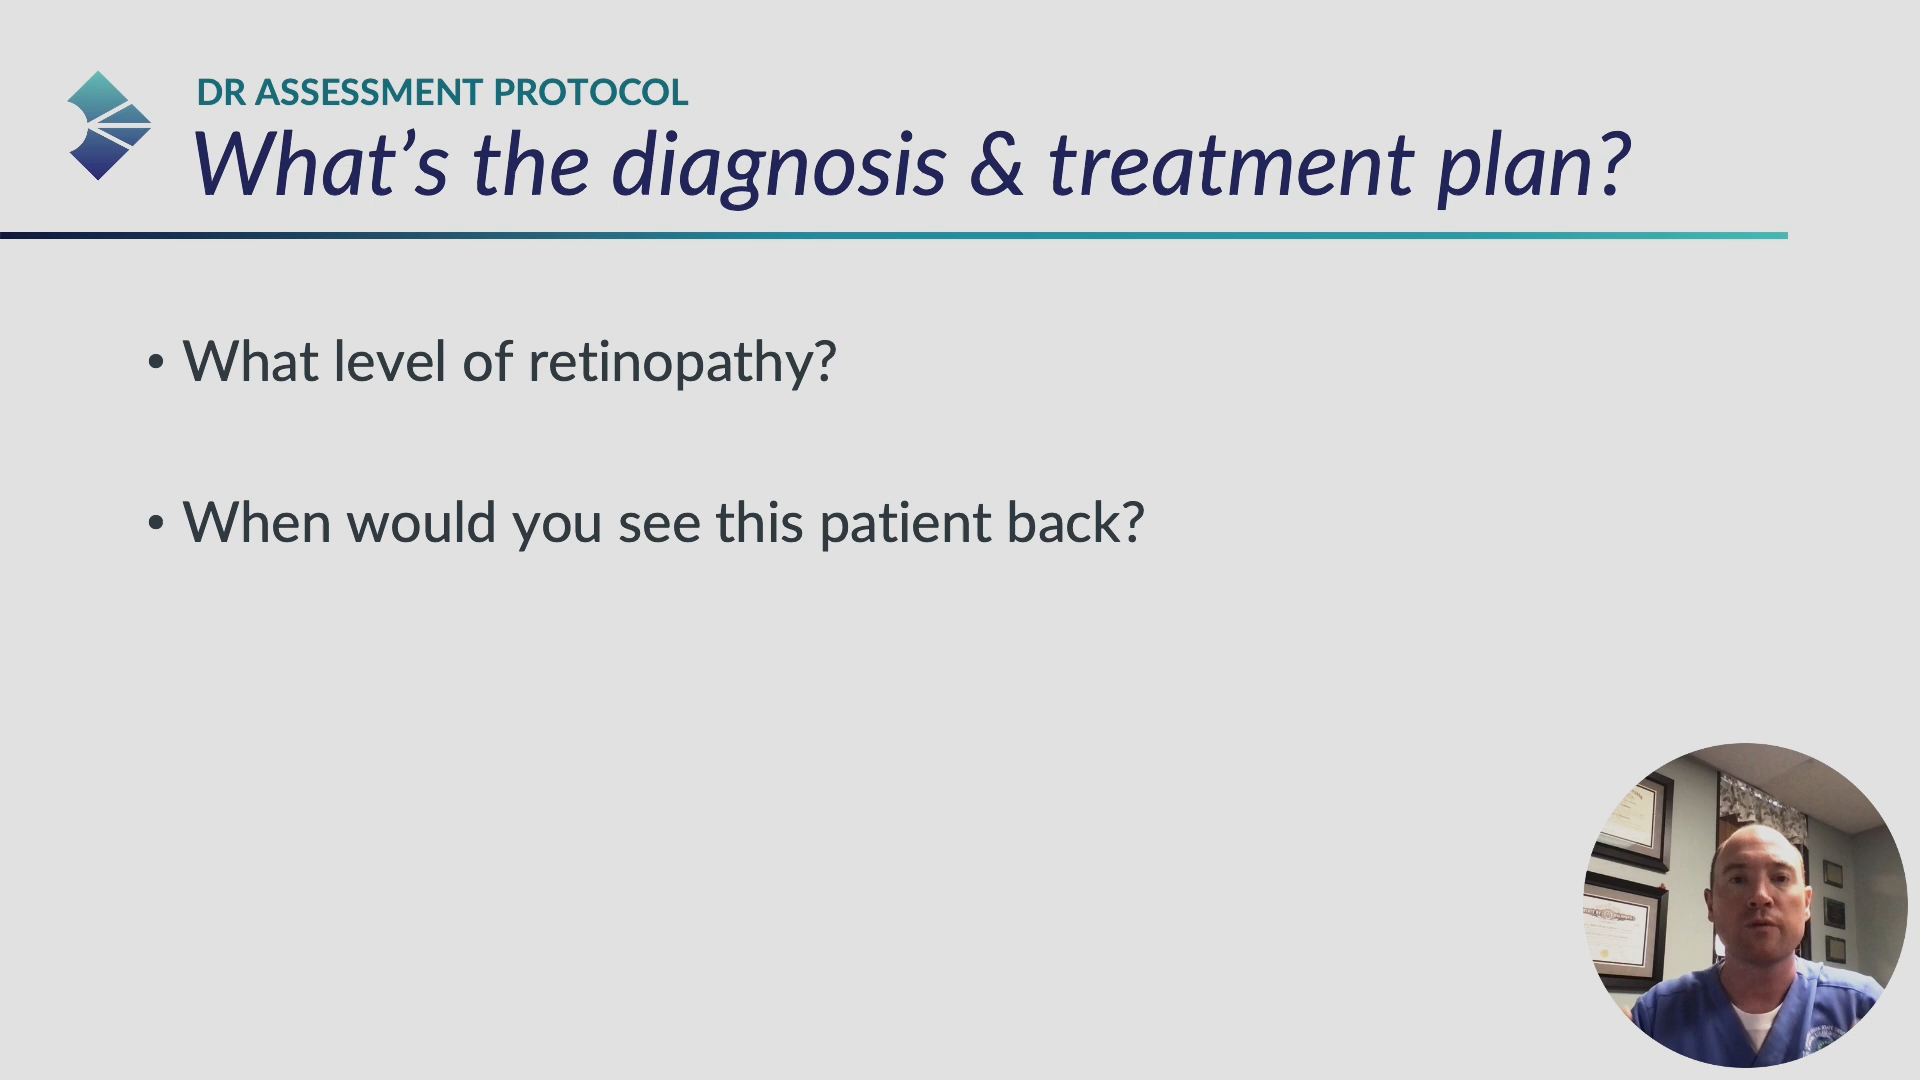 DR ASSESSMENT PROTOCOL
What’s the diagnosis & treatment plan?
• What level of retinopathy?
• When would you see this patient back?